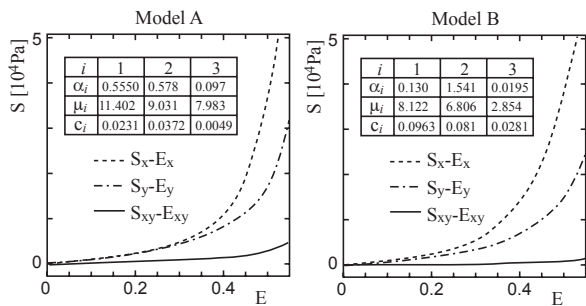 Model A
5
S [10⁴Pa]
i 1 2 3
αi 0.5550 0.578 0.097
μi 11.402 9.031 7.983
ci 0.0231 0.0372 0.0049
Sx-Ex
Sy-Ey
Sxy-Exy
0
0 0.2 0.4 E
Model B
5
S [10⁴Pa]
i 1 2 3
αi 0.130 1.541 0.0195
μi 8.122 6.806 2.854
ci 0.0963 0.081 0.0281
Sx-Ex
Sy-Ey
Sxy-Exy
0
0 0.2 0.4 E